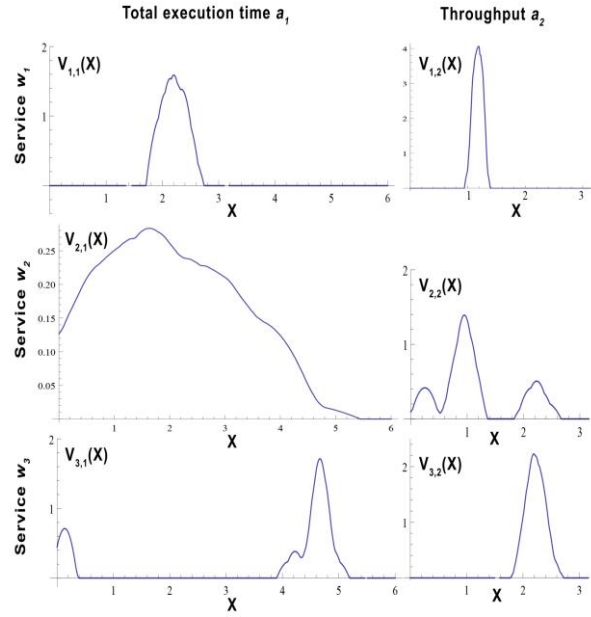 Total execution time a₁
Throughput a₂
Service w₁
V₁,₁(X)
2
1
1 2 3 4 5 6
X
V₁,₂(X)
4
3
2
1
1 2 3
X
Service w₂
V₂,₁(X)
0.25
0.20
0.15
0.10
0.05
1 2 3 4 5 6
X
V₂,₂(X)
2
1
1 2 3
X
Service w₃
V₃,₁(X)
2
1
1 2 3 4 5 6
X
V₃,₂(X)
2
1
1 2 3
X